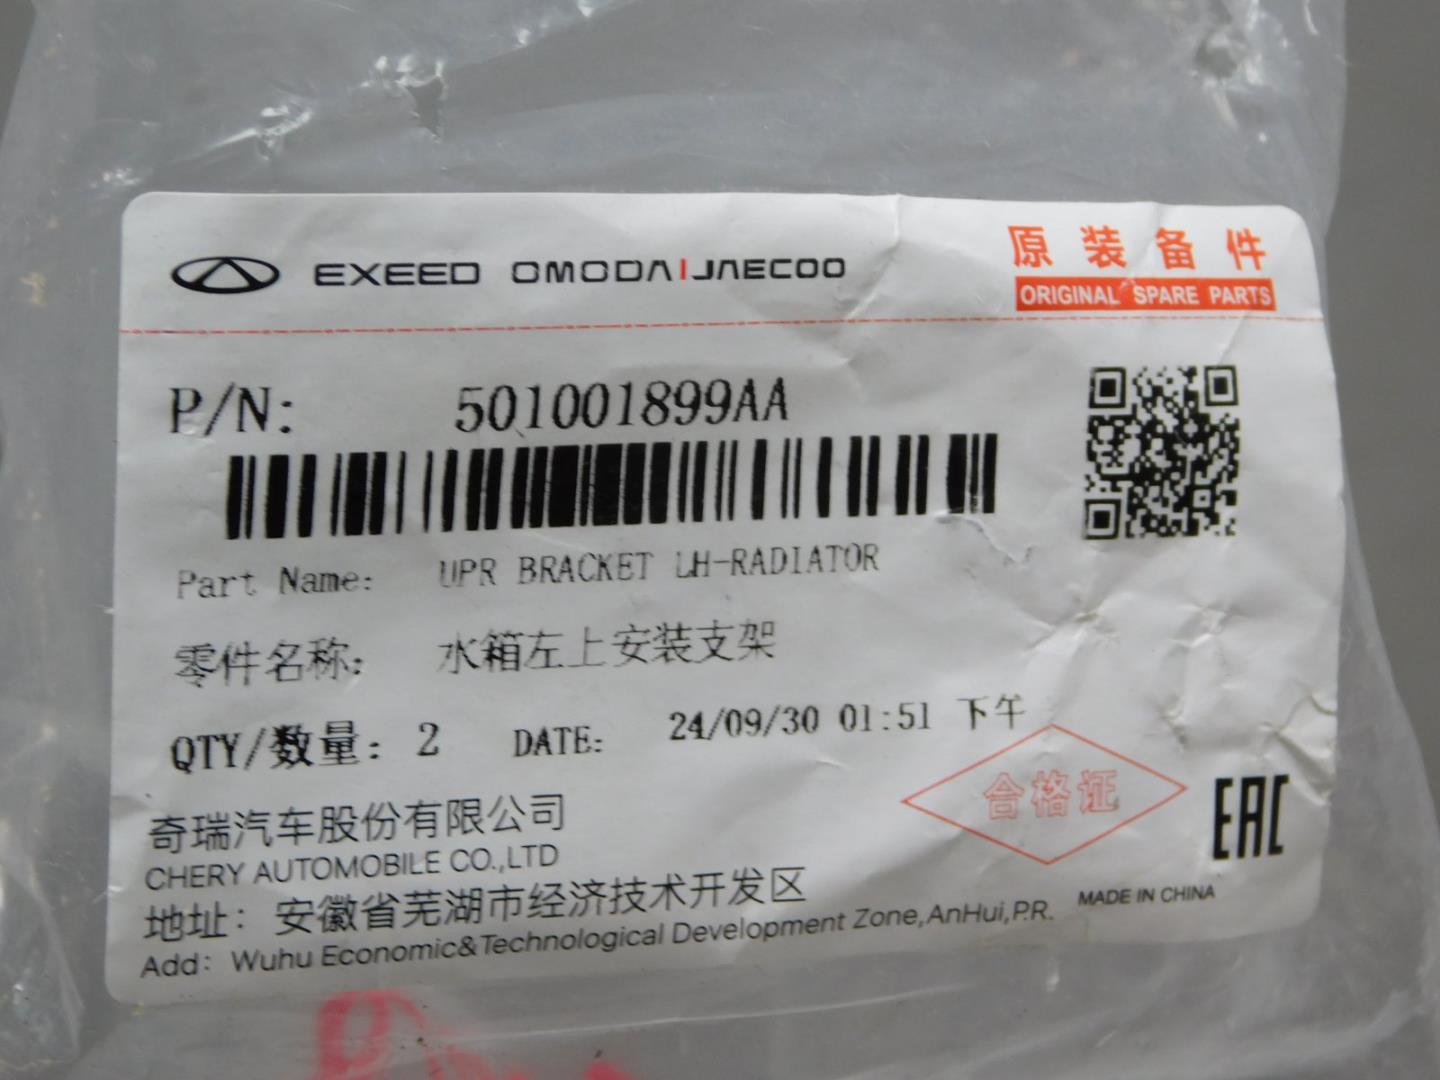 EXEED OMODA|JAECOO
原装备件
ORIGINAL SPARE PARTS
P/N: 501001899AA
Part Name: UPR BRACKET LH-RADIATOR
零件名称: 水箱左上安装支架
QTY/数量: 2 DATE: 24/09/30 01:51 下午
合格证
EAC
奇瑞汽车股份有限公司
CHERY AUTOMOBILE CO.,LTD
地址: 安徽省芜湖市经济技术开发区
Add: Wuhu Economic&Technological Development Zone,AnHui,P.R.
MADE IN CHINA